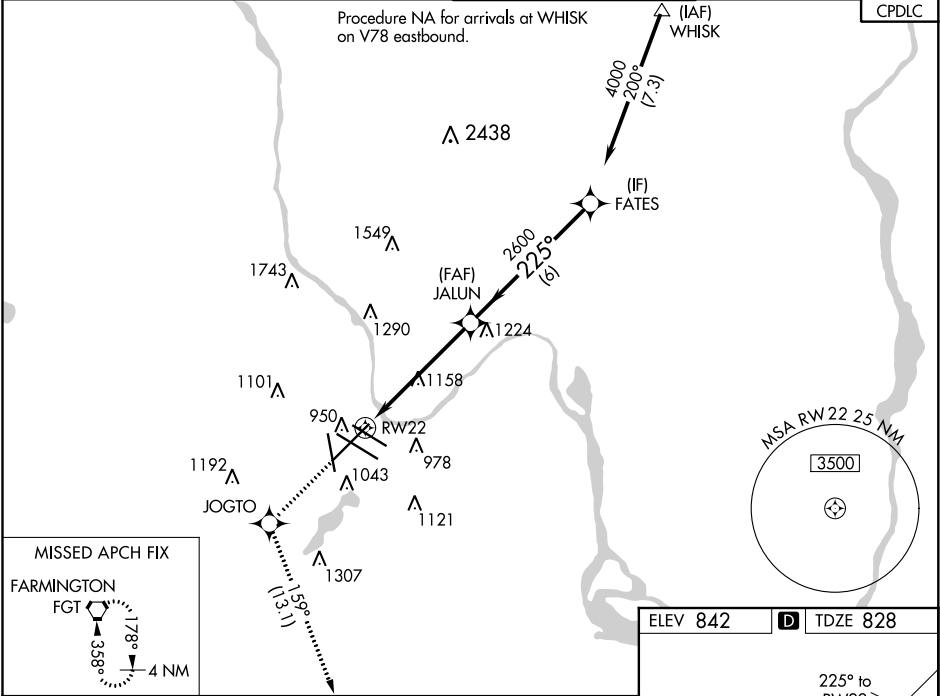 Procedure NA for arrivals at WHISK
on V78 eastbound.
(IAF)
WHISK
CPDLC
4000
200°
(7.3)
2438
(IF)
FATES
1549
2600
225°
(6)
1743
(FAF)
JALUN
1290
1224
1158
1101
950
RW22
978
1192
1043
JOGTO
1121
1307
159°
(13.1)
MSA RW22 25 NM
3500
MISSED APCH FIX
FARMINGTON
FGT
178°
358°
4 NM
ELEV 842
D
TDZE 828
225° to